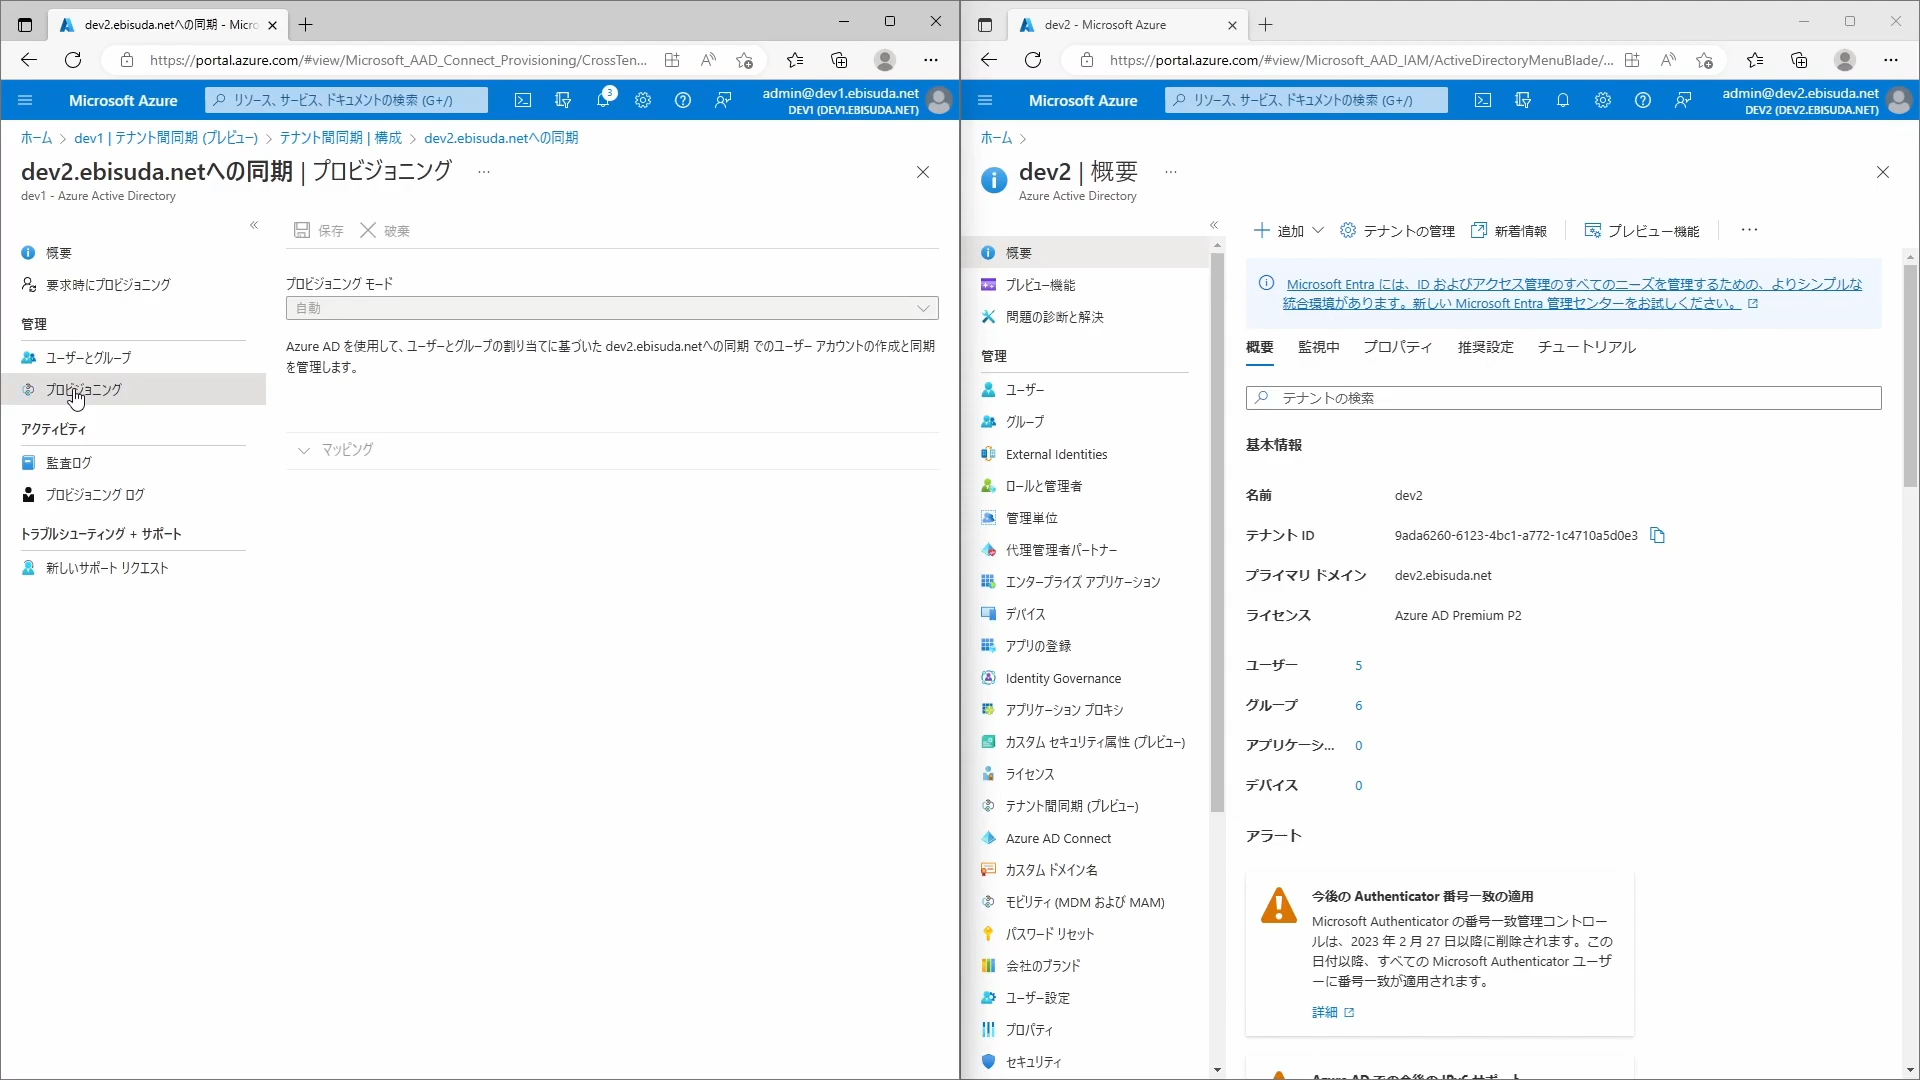 dev2.ebisuda.netへの同期 - Micro
https://portal.azure.com/#view/Microsoft_AAD_Connect_Provisioning/CrossTen...
Microsoft Azure
リソース、サービス、ドキュメントの検索 (G+/)
3
admin@dev1.ebisuda.net
DEV1 (DEV1.EBISUDA.NET)
ホーム > dev1 | テナント間同期 (プレビュー) > テナント間同期 | 構成 > dev2.ebisuda.netへの同期
dev2.ebisuda.netへの同期 | プロビジョニング ...
dev1 - Azure Active Directory
概要
要求時にプロビジョニング
管理
ユーザーとグループ
プロビジョニング
アクティビティ
監査ログ
プロビジョニング ログ
トラブルシューティング + サポート
新しいサポート リクエスト
保存 破棄
プロビジョニング モード
自動
Azure AD を使用して、ユーザーとグループの割り当てに基づいた dev2.ebisuda.netへの同期 でのユーザー アカウントの作成と同期
を管理します。
マッピング
dev2 - Microsoft Azure
https://portal.azure.com/#view/Microsoft_AAD_IAM/ActiveDirectoryMenuBlade/...
Microsoft Azure
リソース、サービス、ドキュメントの検索 (G+/)
admin@dev2.ebisuda.net
DEV2 (DEV2.EBISUDA.NET)
ホーム >
dev2 | 概要 ...
Azure Active Directory
概要
プレビュー機能
問題の診断と解決
管理
ユーザー
グループ
External Identities
ロールと管理者
管理単位
代理管理者パートナー
エンタープライズ アプリケーション
デバイス
アプリの登録
Identity Governance
アプリケーション プロキシ
カスタム セキュリティ属性 (プレビュー)
ライセンス
テナント間同期 (プレビュー)
Azure AD Connect
カスタム ドメイン名
モビリティ (MDM および MAM)
パスワード リセット
会社のブランド
ユーザー設定
プロパティ
セキュリティ
追加 テナントの管理 新着情報 プレビュー機能 ...
Microsoft Entra には、ID およびアクセス管理のすべてのニーズを管理するための、よりシンプルな
統合環境があります。新しい Microsoft Entra 管理センターをお試しください。
概要 監視中 プロパティ 推奨設定 チュートリアル
テナントの検索
基本情報
名前 dev2
テナント ID 9ada6260-6123-4bc1-a772-1c4710a5d0e3
プライマリ ドメイン dev2.ebisuda.net
ライセンス Azure AD Premium P2
ユーザー 5
グループ 6
アプリケーシ... 0
デバイス 0
アラート
今後の Authenticator 番号一致の適用
Microsoft Authenticator の番号一致管理コントロー
ルは、2023 年 2 月 27 日以降に削除されます。この
日付以降、すべての Microsoft Authenticator ユーザ
ーに番号一致が適用されます。
詳細
Azure AD での今後の IPv6 サポート